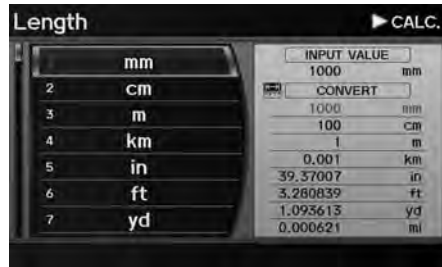 Length
CALC.
mm
2 cm
3 m
4 km
5 in
6 ft
7 yd
INPUT VALUE
1000 mm
CONVERT
1000 mm
100 cm
1 m
0.001 km
39.37007 in
3.280839 ft
1.093613 yd
0.000621 mi